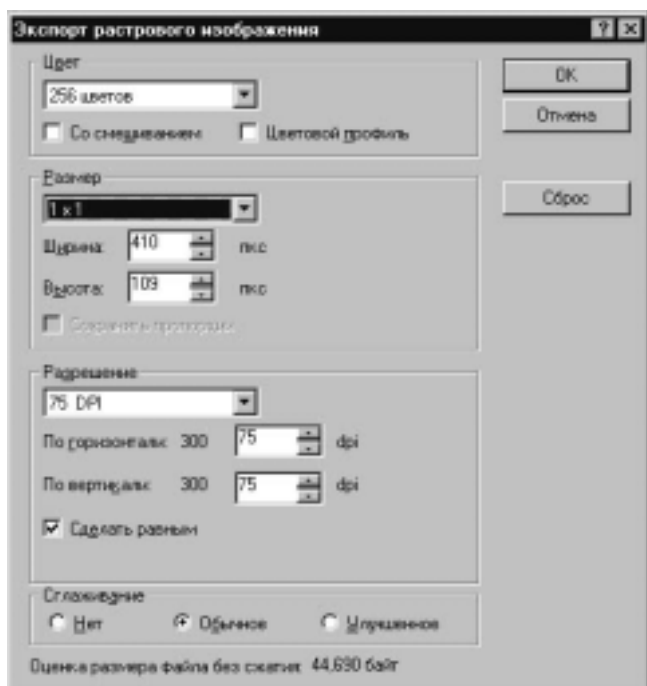 Экспорт растрового изображения
Цвет
256 цветов
Со смешиванием Цветовой профиль
OK
Отмена
Размер
1 x 1
Ширина: 410 пкс
Высота: 109 пкс
Сохранять пропорции
Сброс
Разрешение
75 DPI
По горизонтали: 300 75 dpi
По вертикали: 300 75 dpi
Сделать равным
Сглаживание
Нет Обычное Улучшенное
Оценка размера файла без сжатия: 44,690 байт